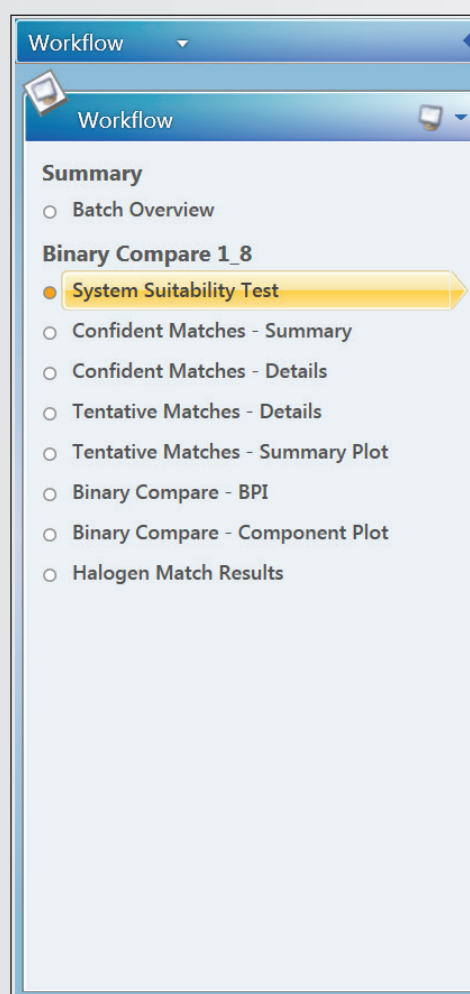 Workflow
Workflow
Summary
Batch Overview
Binary Compare 1_8
System Suitability Test
Confident Matches - Summary
Confident Matches - Details
Tentative Matches - Details
Tentative Matches - Summary Plot
Binary Compare - BPI
Binary Compare - Component Plot
Halogen Match Results